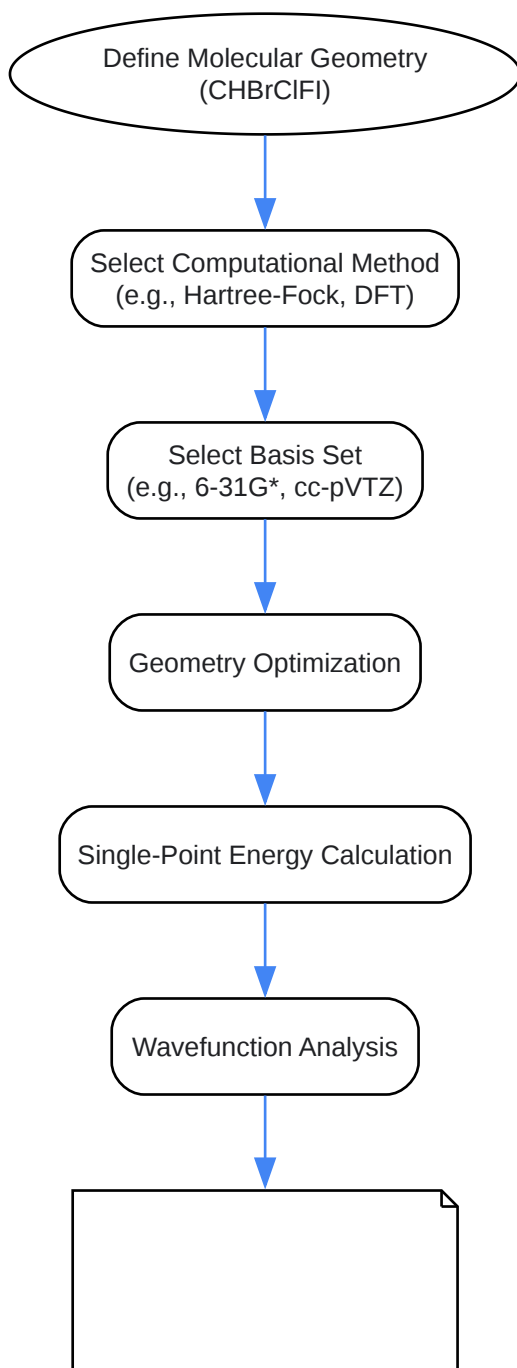 Define Molecular Geometry
(CHBrClFI)
Select Computational Method
(e.g., Hartree-Fock, DFT)
Select Basis Set
(e.g., 6-31G*, cc-pVTZ)
Geometry Optimization
Single-Point Energy Calculation
Wavefunction Analysis